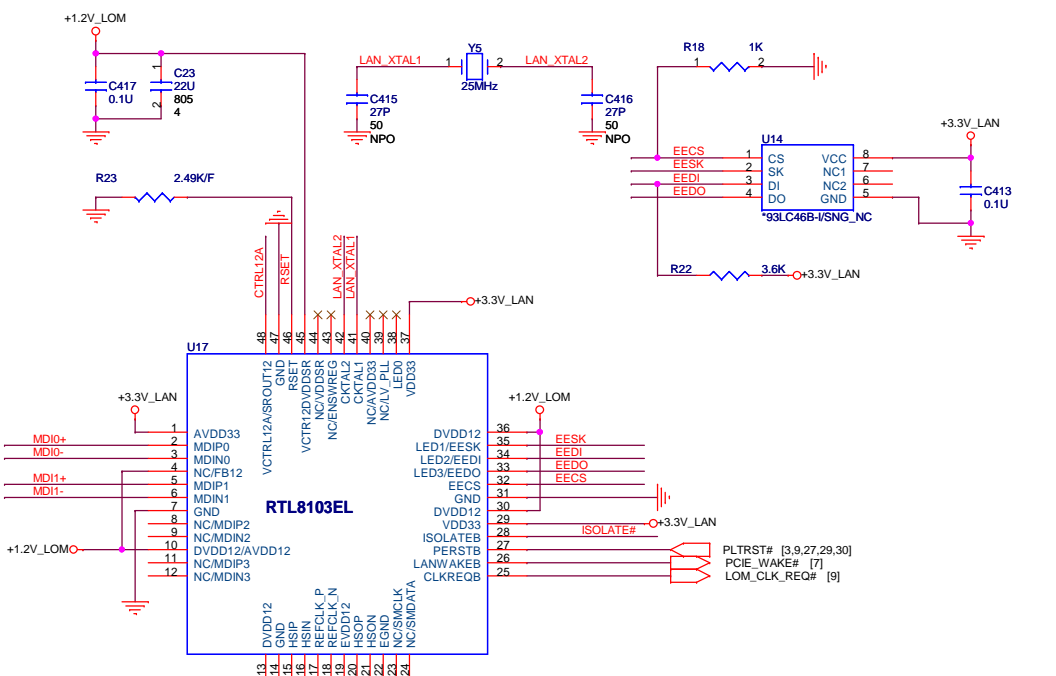 +1.2V_LOM
C417
0.1U
1
2
C23
22U
805
4
LAN_XTAL1
1
Y5
2
25MHz
LAN_XTAL2
C415
27P
50
NPO
C416
27P
50
NPO
R18
1K
1
2
U14
EECS
EESK
EEDI
EEDO
1
2
3
4
CS
SK
DI
DO
VCC
NC1
NC2
GND
8
7
6
5
*93LC46B-I/SNG_NC
+3.3V_LAN
C413
0.1U
R22
3.6K
+3.3V_LAN
R23
2.49K/F
CTRL12A
RSET
LAN_XTAL2
LAN_XTAL1
+3.3V_LAN
48
47
46
45
44
43
42
41
40
39
38
37
U17
VCTRL12A/SROUT12
GND
RSET
VCTR12DVDDSR
NC/VDDSR
NC/ENSWREG
CKTAL2
CKTAL1
NC/AVDD33
NC/LV_PLL
LED0
VDD33
+3.3V_LAN
MDI0+
MDI0-
MDI1+
MDI1-
+1.2V_LOM
1 AVDD33
2 MDIP0
3 MDIN0
4 NC/FB12
5 MDIP1
6 MDIN1
7 GND
8 NC/MDIP2
9 NC/MDIN2
10 DVDD12/AVDD12
11 NC/MDIP3
12 NC/MDIN3
RTL8103EL
+1.2V_LOM
DVDD12 36
LED1/EESK 35 EESK
LED2/EEDI 34 EEDI
LED3/EEDO 33 EEDO
EECS 32 EECS
GND 31
DVDD12 30
VDD33 29 +3.3V_LAN
ISOLATEB 28 ISOLATE#
PERSTB 27 PLTRST# [3,9,27,29,30]
LANWAKEB 26 PCIE_WAKE# [7]
CLKREQB 25 LOM_CLK_REQ# [9]
DVDD12
GND
HSIP
HSIN
REFCLK_P
REFCLK_N
EVDD12
HSOP
HSON
EGND
NC/SMCLK
NC/SMDATA
13
14
15
16
17
18
19
20
21
22
23
24